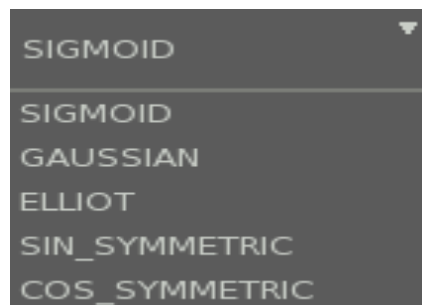 SIGMOID
SIGMOID
GAUSSIAN
ELLIOT
SIN_SYMMETRIC
COS_SYMMETRIC